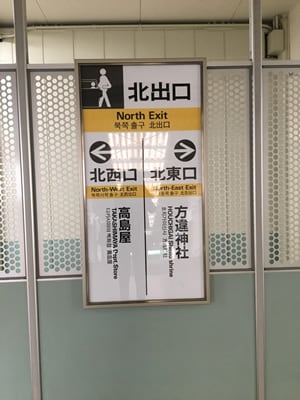 北出口
North Exit
북쪽 출구 北出口
北西口
North-West Exit
北東口
North-East Exit
高島屋
TAKASHIMAYA Dept. Store
方違神社
HOUCHIGAI Shrine